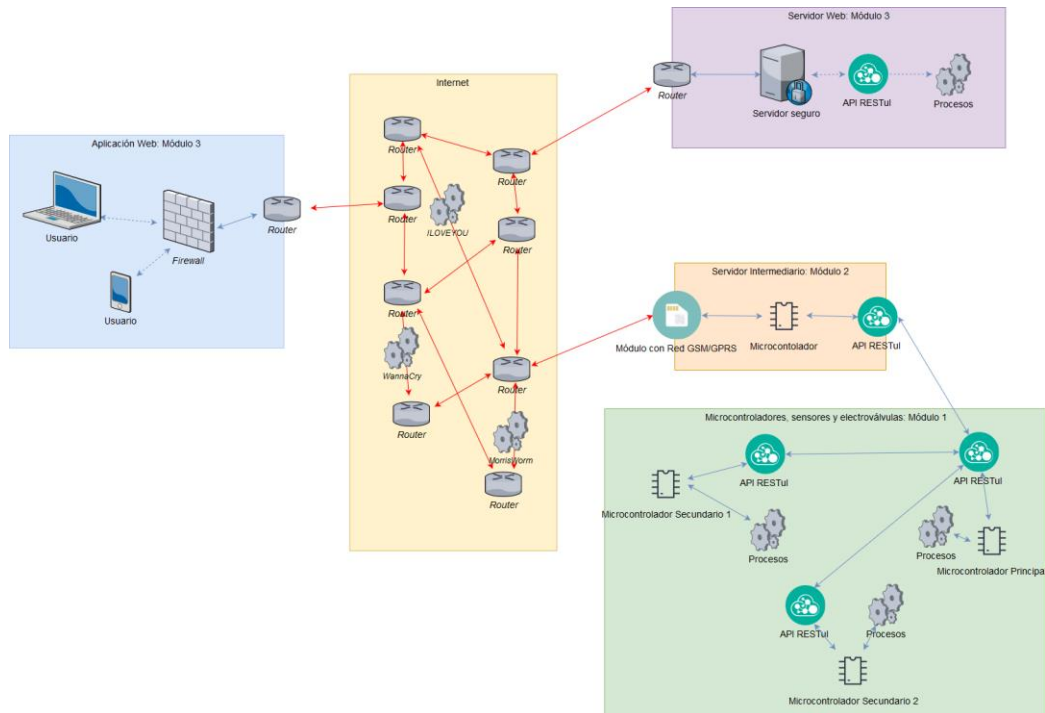 Servidor Web: Módulo 3
Router
Servidor seguro
API RESTul
Procesos
Internet
Router
Router
Router
ILOVEYOU
Router
Router
WannaCry
Router
Router
MorrisWorm
Router
Aplicación Web: Módulo 3
Usuario
Firewall
Router
Usuario
Servidor Intermediario: Módulo 2
Módulo con Red GSM/GPRS
Microcontolador
API RESTul
Microcontroladores, sensores y electroválvulas: Módulo 1
API RESTul
API RESTul
Microcontrolador Secundario 1
Procesos
Procesos
Microcontrolador Principal
API RESTul
Procesos
Microcontrolador Secundario 2